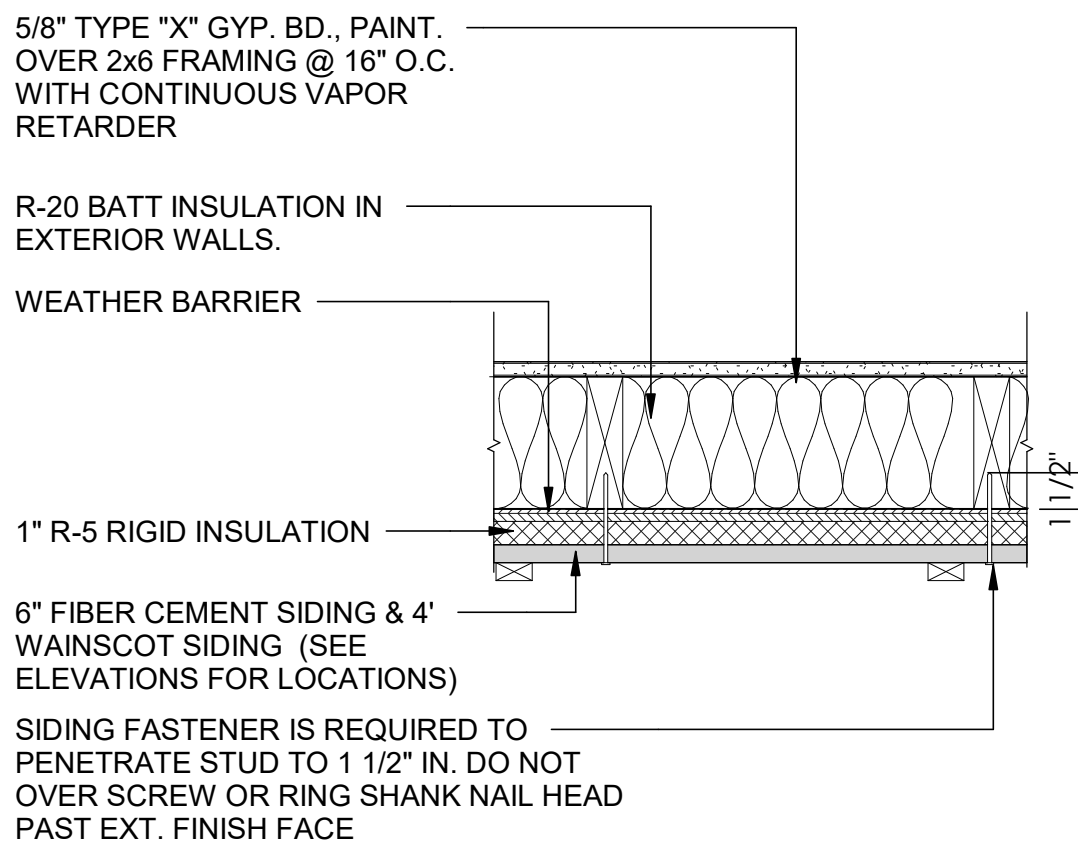 5/8" TYPE "X" GYP. BD., PAINT.
OVER 2x6 FRAMING @ 16" O.C.
WITH CONTINUOUS VAPOR
RETARDER
R-20 BATT INSULATION IN
EXTERIOR WALLS.
WEATHER BARRIER
1 1/2"
1" R-5 RIGID INSULATION
6" FIBER CEMENT SIDING & 4'
WAINSCOT SIDING (SEE
ELEVATIONS FOR LOCATIONS)
SIDING FASTENER IS REQUIRED TO
PENETRATE STUD TO 1 1/2" IN. DO NOT
OVER SCREW OR RING SHANK NAIL HEAD
PAST EXT. FINISH FACE